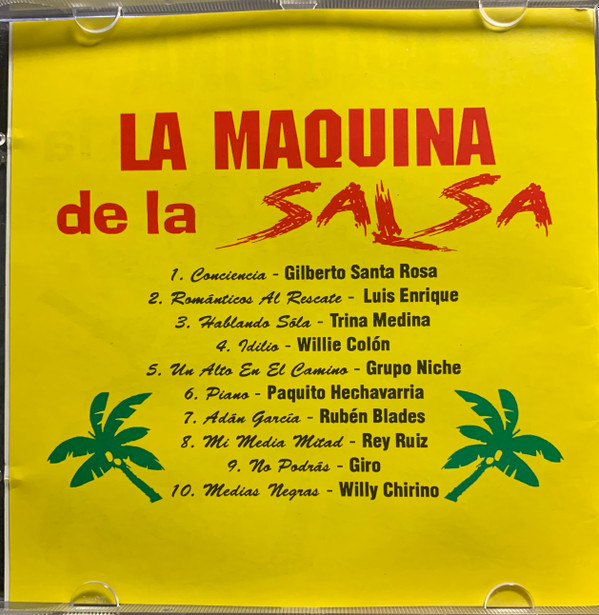 LA MAQUINA
de la SALSA
1. Conciencia - Gilberto Santa Rosa
2. Románticos Al Rescate - Luis Enrique
3. Hablando Sóla - Trina Medina
4. Idilio - Willie Colón
5. Un Alto En El Camino - Grupo Niche
6. Piano - Paquito Hechavarria
7. Adán García - Rubén Blades
8. Mi Media Mitad - Rey Ruiz
9. No Podrás - Giro
10. Medias Negras - Willy Chirino